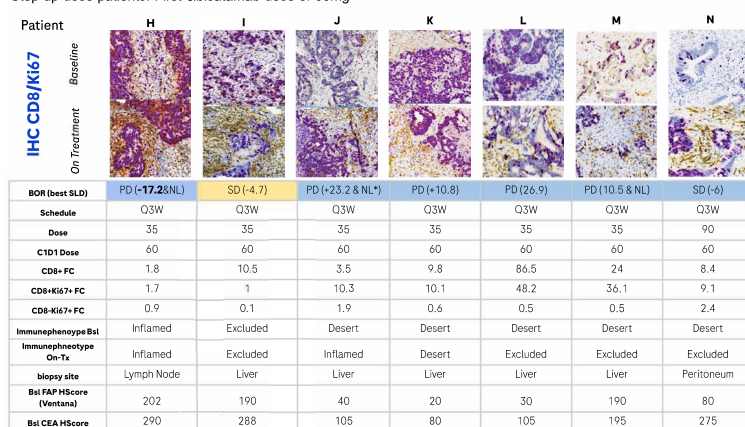 Patient H I J K L M N
IHC CD8/Ki67
Baseline
On Treatment
BOR (best SLD) PD (-17.2&NL) SD (-4.7) PD (+23.2 & NL*) PD (+10.8) PD (26.9) PD (10.5 & NL) SD (-6)
Schedule Q3W Q3W Q3W Q3W Q3W Q3W Q3W
Dose 35 35 35 35 35 35 90
C1D1 Dose 60 60 60 60 60 60 60
CD8+ FC 1.8 10.5 3.5 9.8 86.5 24 8.4
CD8+Ki67+ FC 1.7 1 10.3 10.1 48.2 36.1 9.1
CD8-Ki67+ FC 0.9 0.1 1.9 0.6 0.5 0.5 2.4
Immunephenoype Bsl Inflamed Excluded Desert Desert Desert Desert Desert
Immunephneotype
On-Tx Inflamed Excluded Inflamed Desert Excluded Excluded Excluded
biopsy site Lymph Node Liver Liver Liver Liver Liver Peritoneum
Bsl FAP HScore
(Ventana) 202 190 40 20 30 190 80
Bsl CEA HScore 290 288 105 80 105 195 275